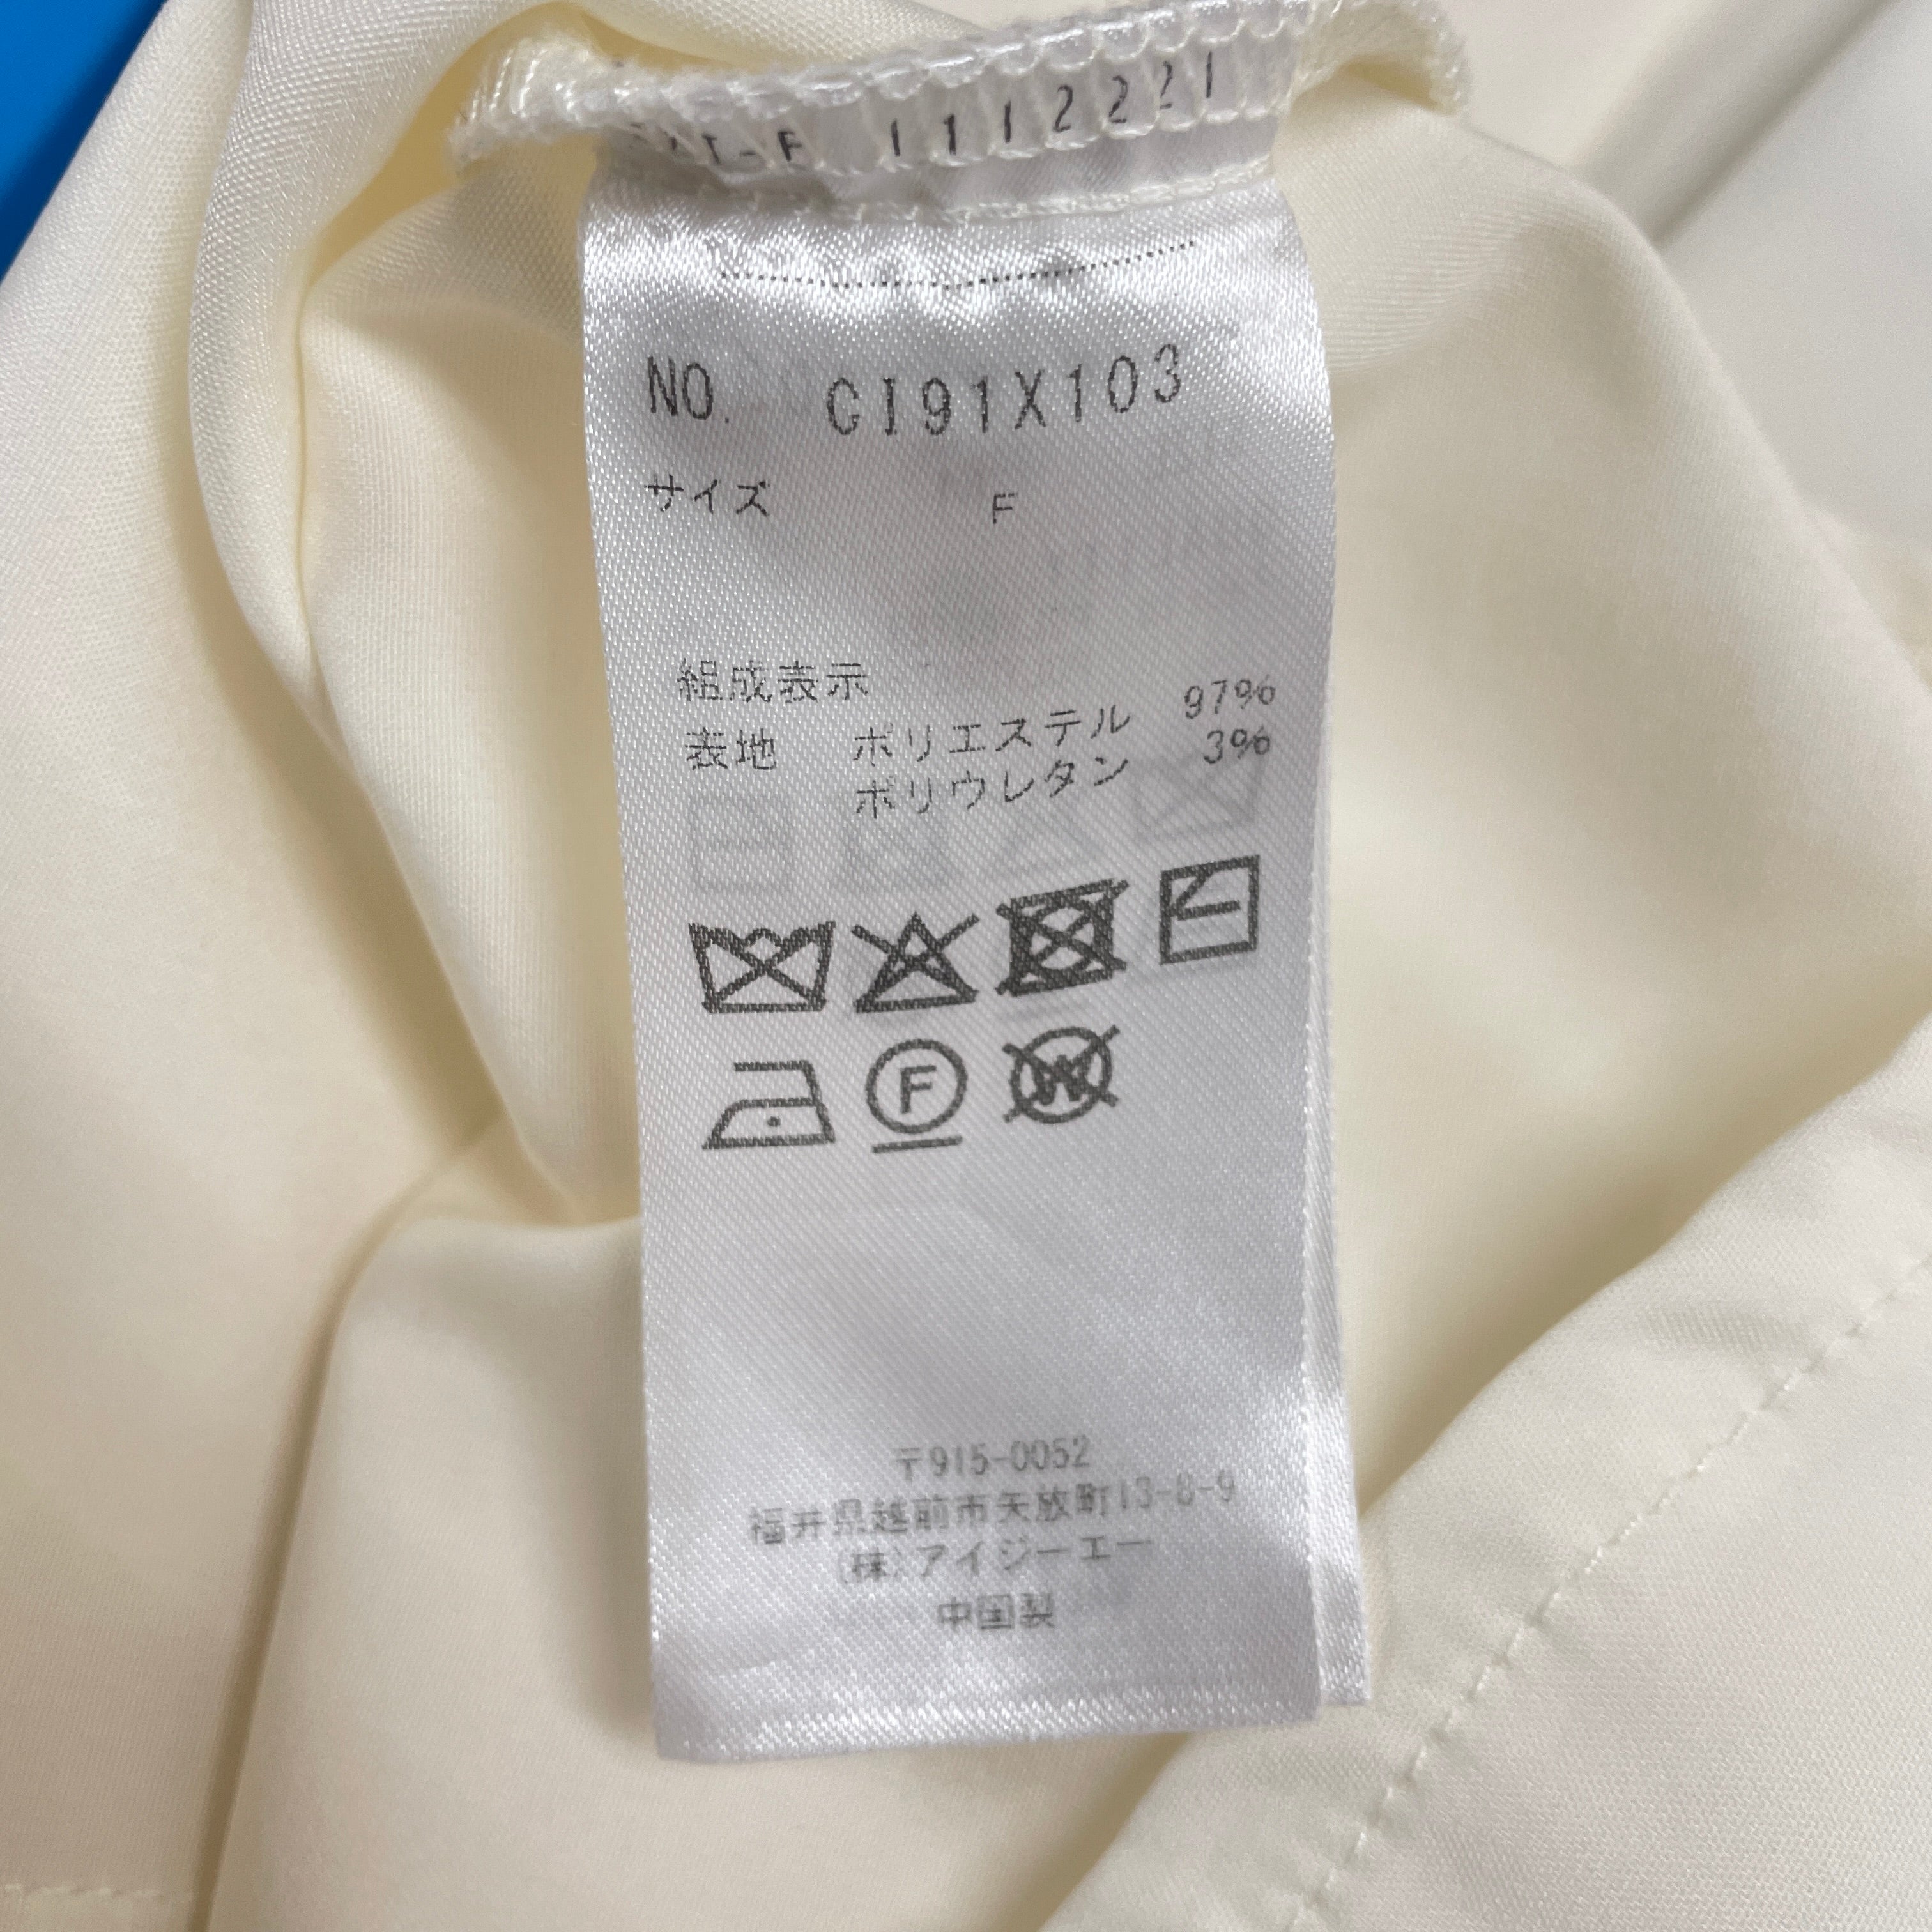 1112221
NO. CI91X103
サイズ F
組成表示
表地 ポリエステル 97%
ポリウレタン 3%
F
W
〒915-0052
福井県越前市矢放町13-8-9
(株)アイジーエー
中国製